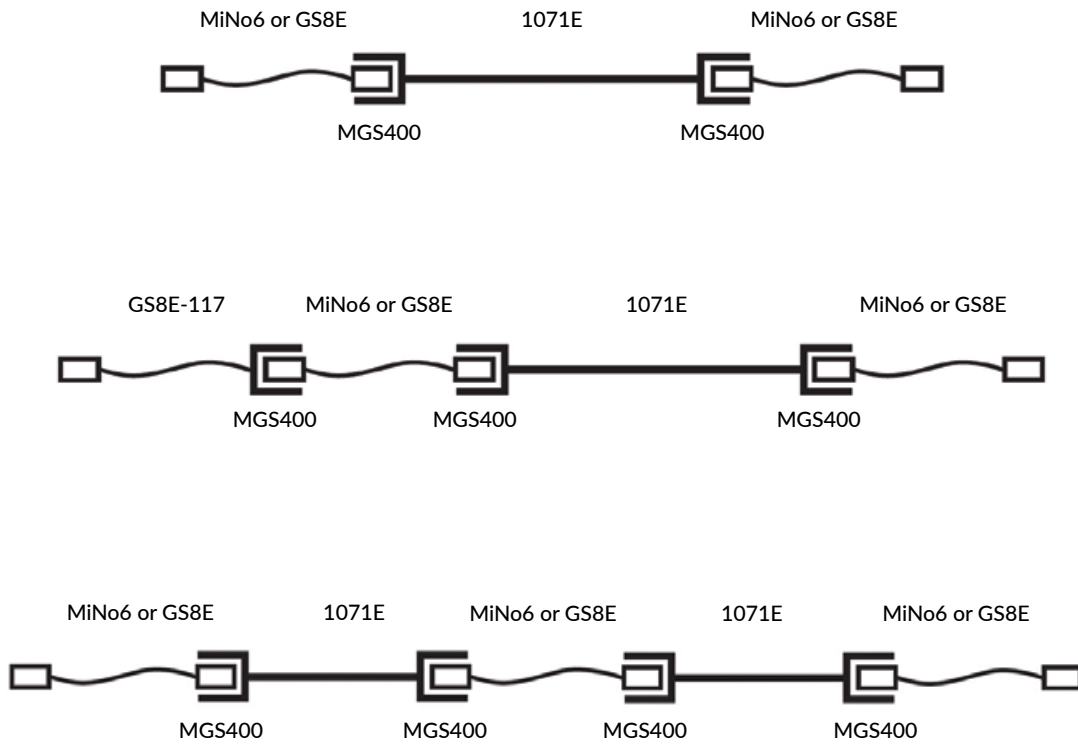 MiNo6 or GS8E 1071E MiNo6 or GS8E
MGS400 MGS400
GS8E-117 MiNo6 or GS8E 1071E MiNo6 or GS8E
MGS400 MGS400 MGS400
MiNo6 or GS8E 1071E MiNo6 or GS8E 1071E MiNo6 or GS8E
MGS400 MGS400 MGS400 MGS400